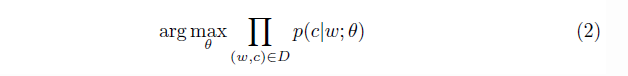 arg max θ ∏ (w,c)∈D p(c|w; θ) (2)